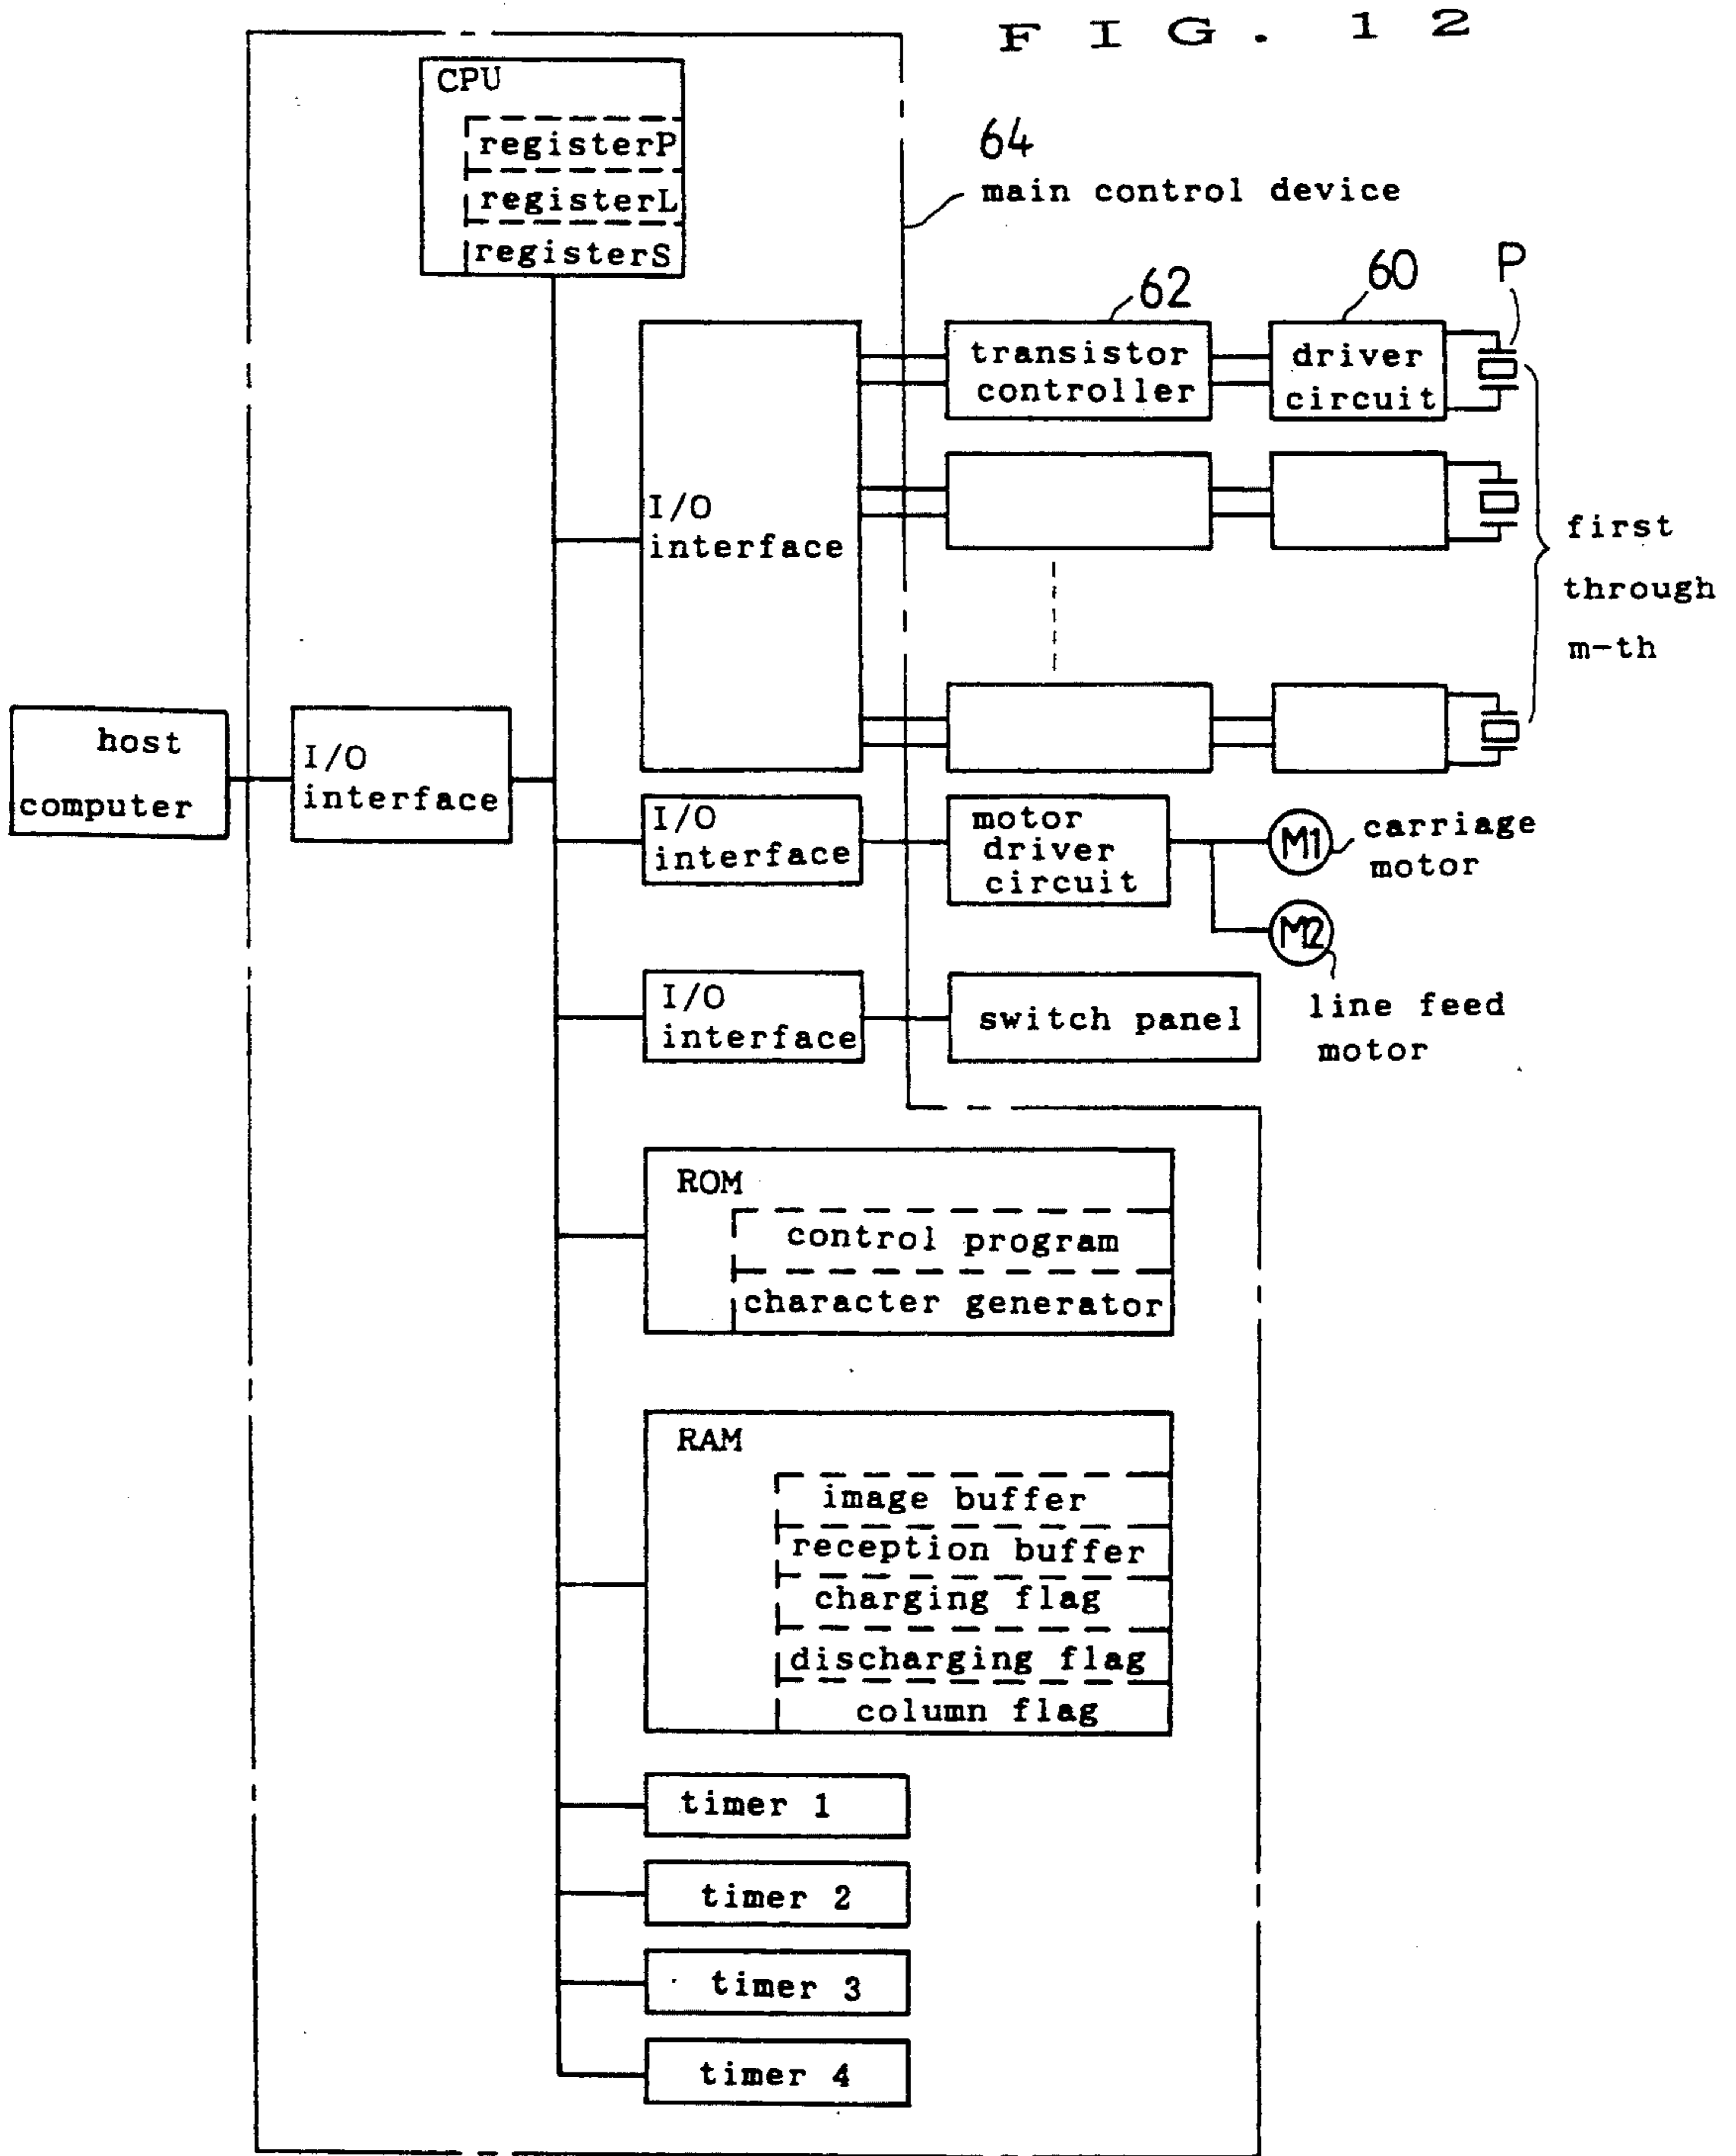 FIG. 12
CPU
registerP
registerL
registerS
64
main control device
62
60
P
transistor
controller
driver
circuit
I/O
interface
first
through
m-th
host
computer
I/O
interface
I/O
interface
motor
driver
circuit
M1
carriage
motor
M2
line feed
motor
I/O
interface
switch panel
ROM
control program
character generator
RAM
image buffer
reception buffer
charging flag
discharging flag
column flag
timer 1
timer 2
timer 3
timer 4